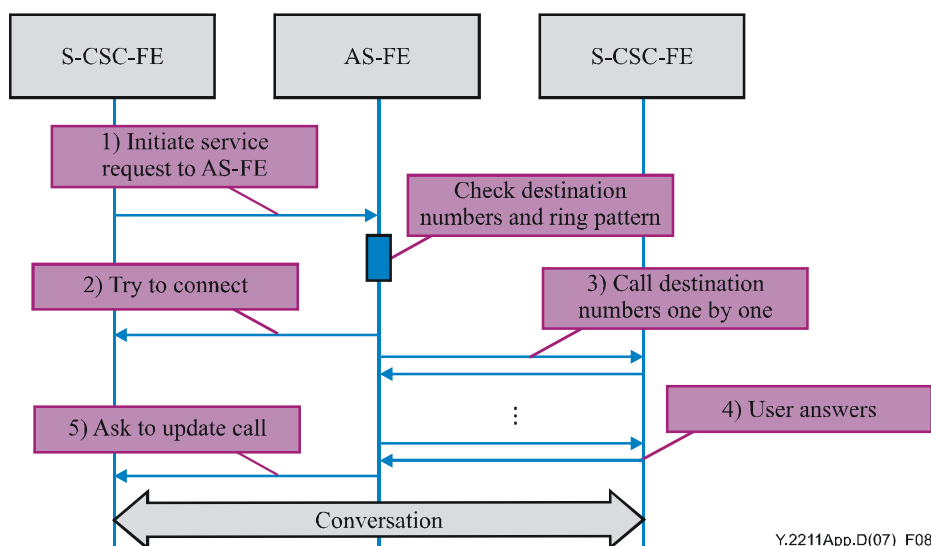 S-CSC-FE
AS-FE
S-CSC-FE
1) Initiate service
request to AS-FE
Check destination
numbers and ring pattern
2) Try to connect
3) Call destination
numbers one by one
4) User answers
5) Ask to update call
Conversation
Y.2211App.D(07)_F08